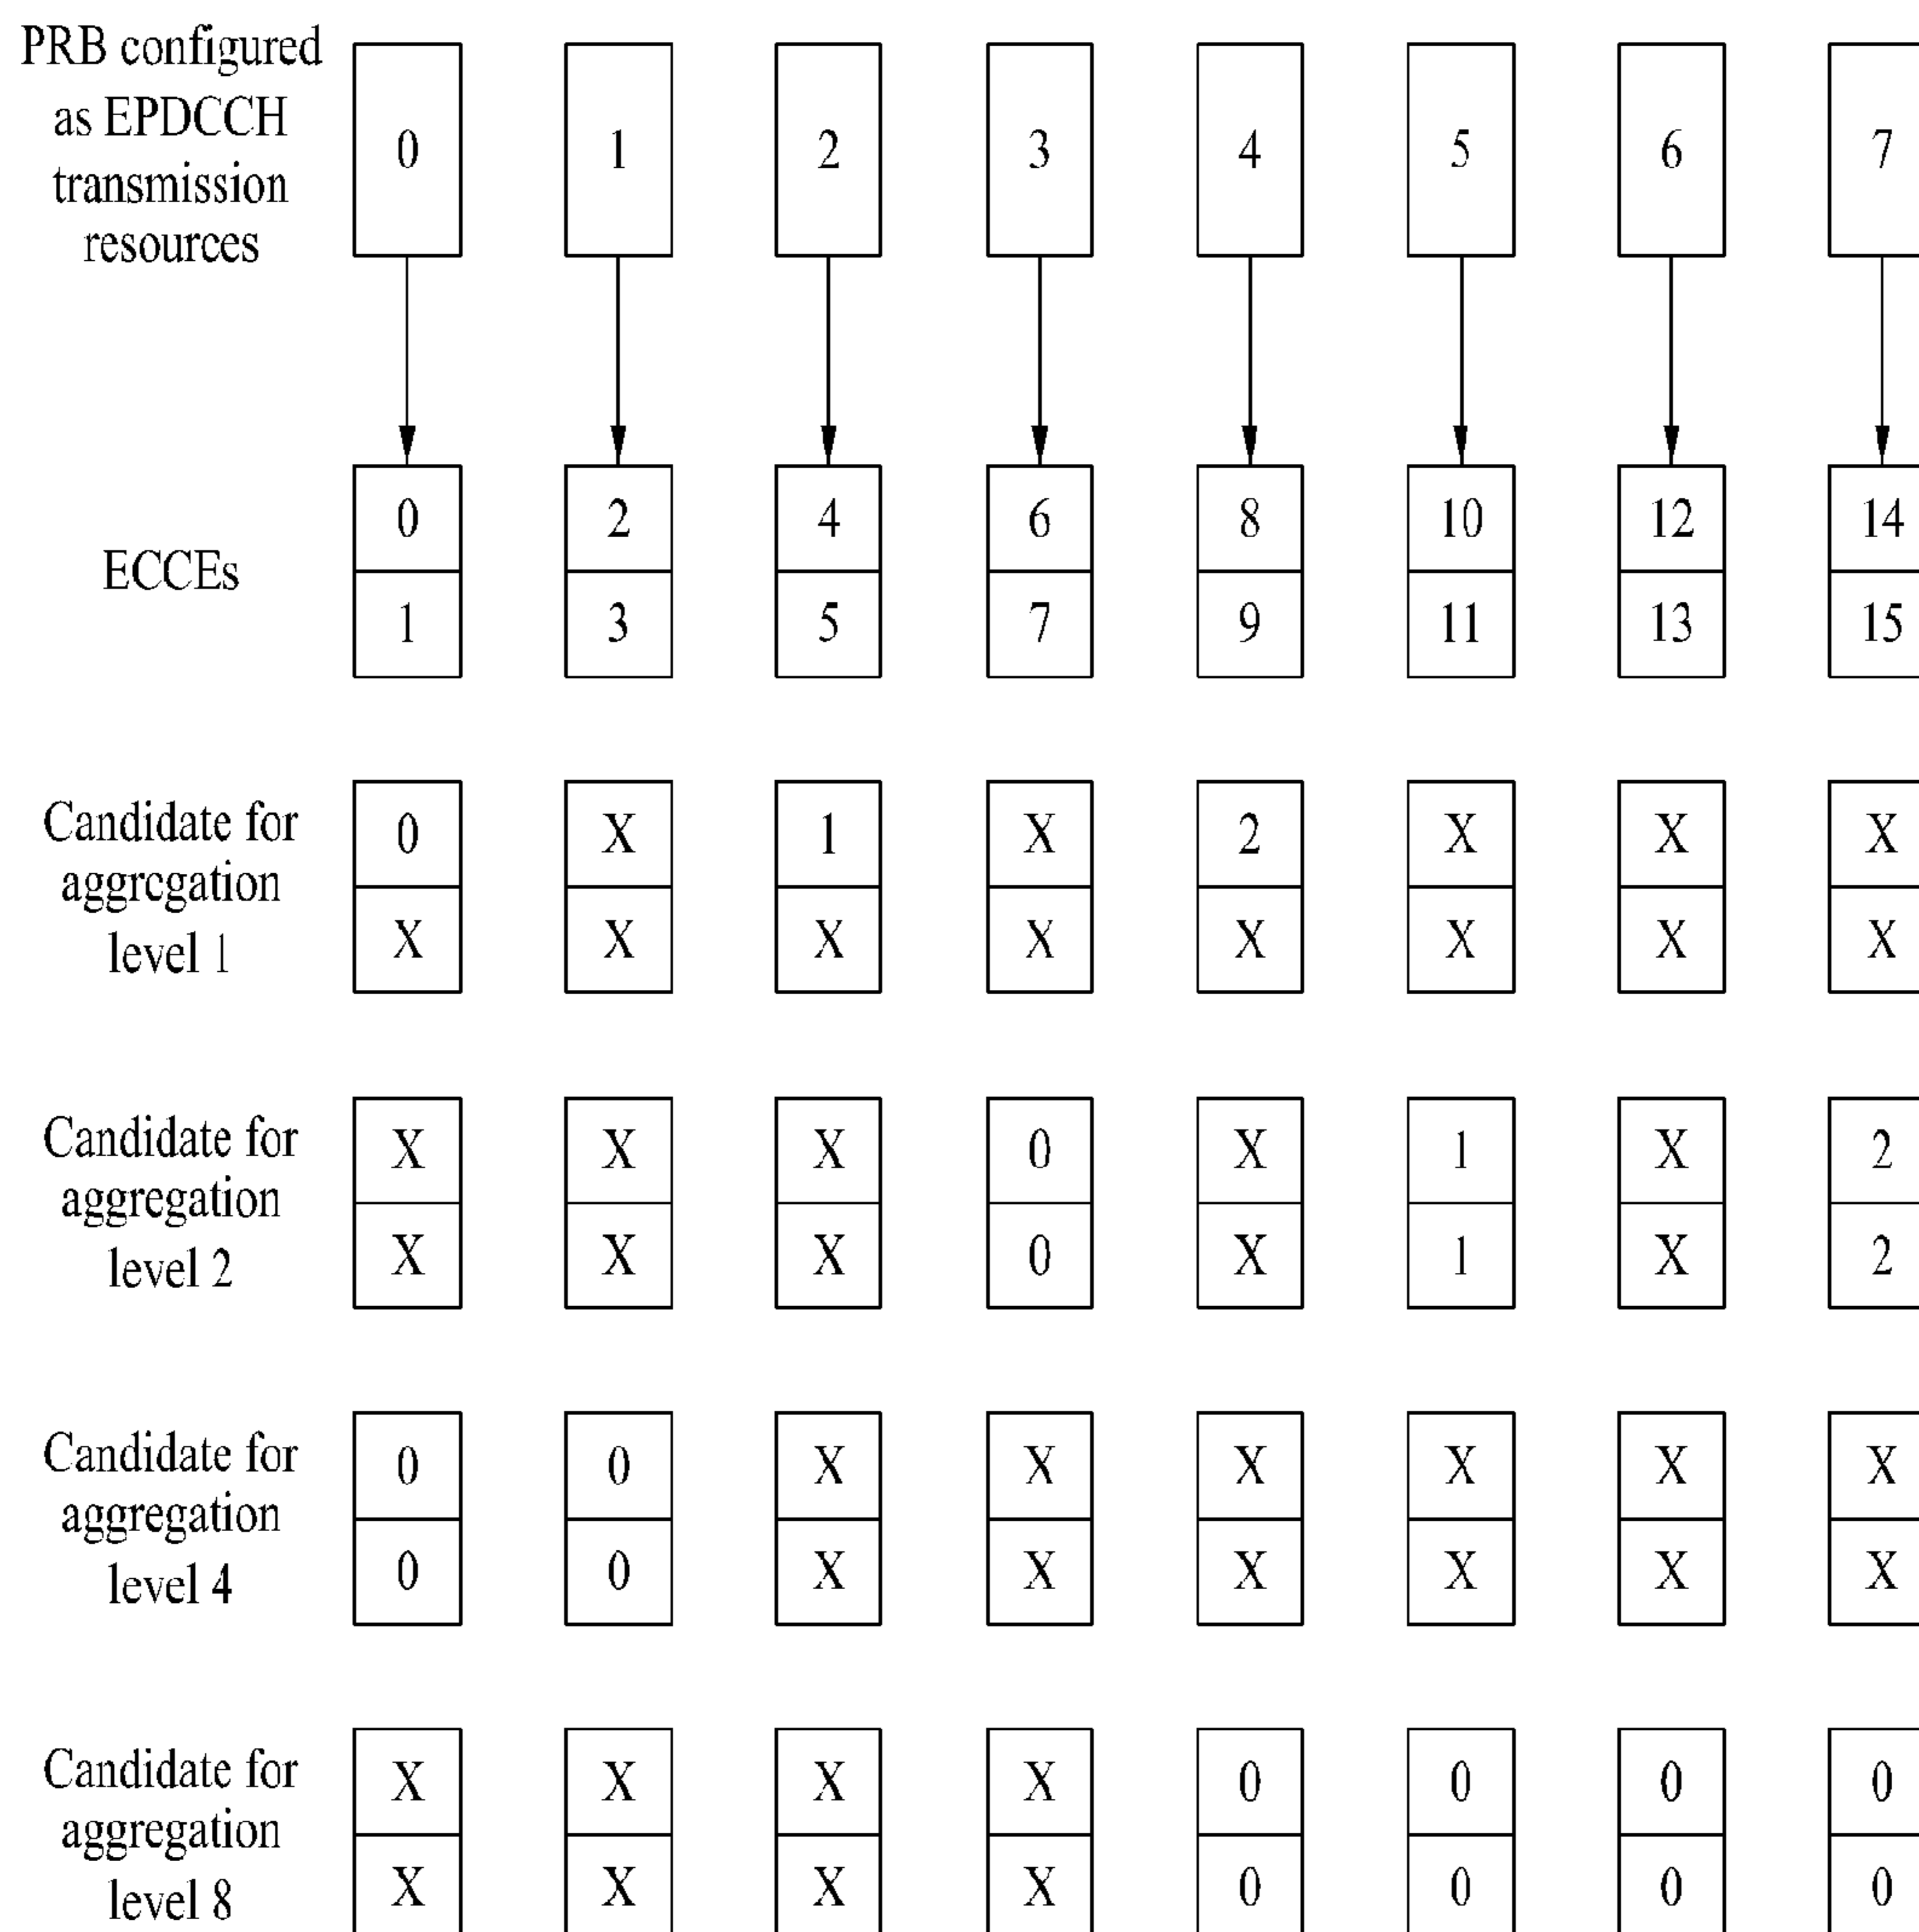 PRB configured
as EPDCCH
transmission
resources
0 1 2 3 4 5 6 7
ECCEs
0 2 4 6 8 10 12 14
1 3 5 7 9 11 13 15
Candidate for
aggregation
level 1
0 X 1 X 2 X X X
X X X X X X X X
Candidate for
aggregation
level 2
X X X 0 X 1 X 2
X X X 0 X 1 X 2
Candidate for
aggregation
level 4
0 0 X X X X X X
0 0 X X X X X X
Candidate for
aggregation
level 8
X X X X 0 0 0 0
X X X X 0 0 0 0